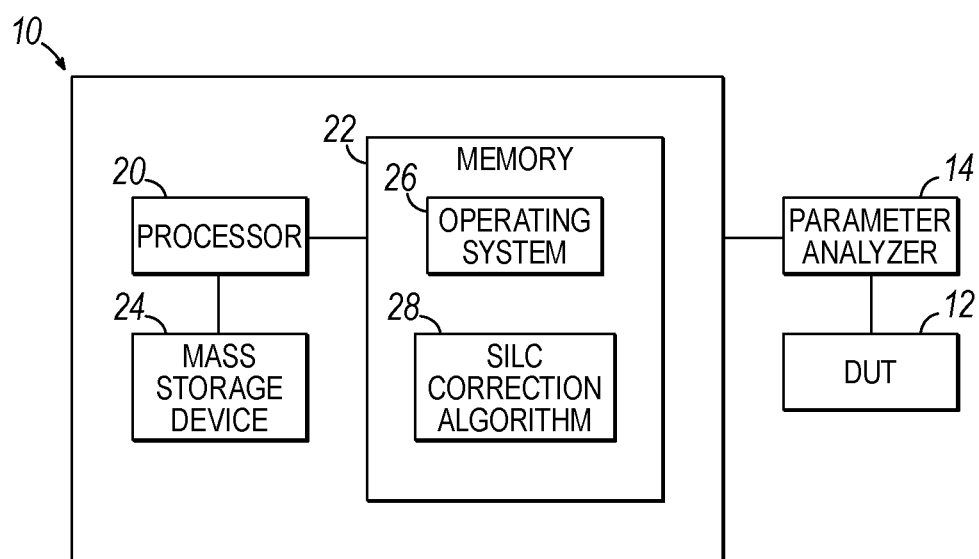 10
22
MEMORY
20
PROCESSOR
26
OPERATING
SYSTEM
14
PARAMETER
ANALYZER
24
MASS
STORAGE
DEVICE
28
SILC
CORRECTION
ALGORITHM
12
DUT